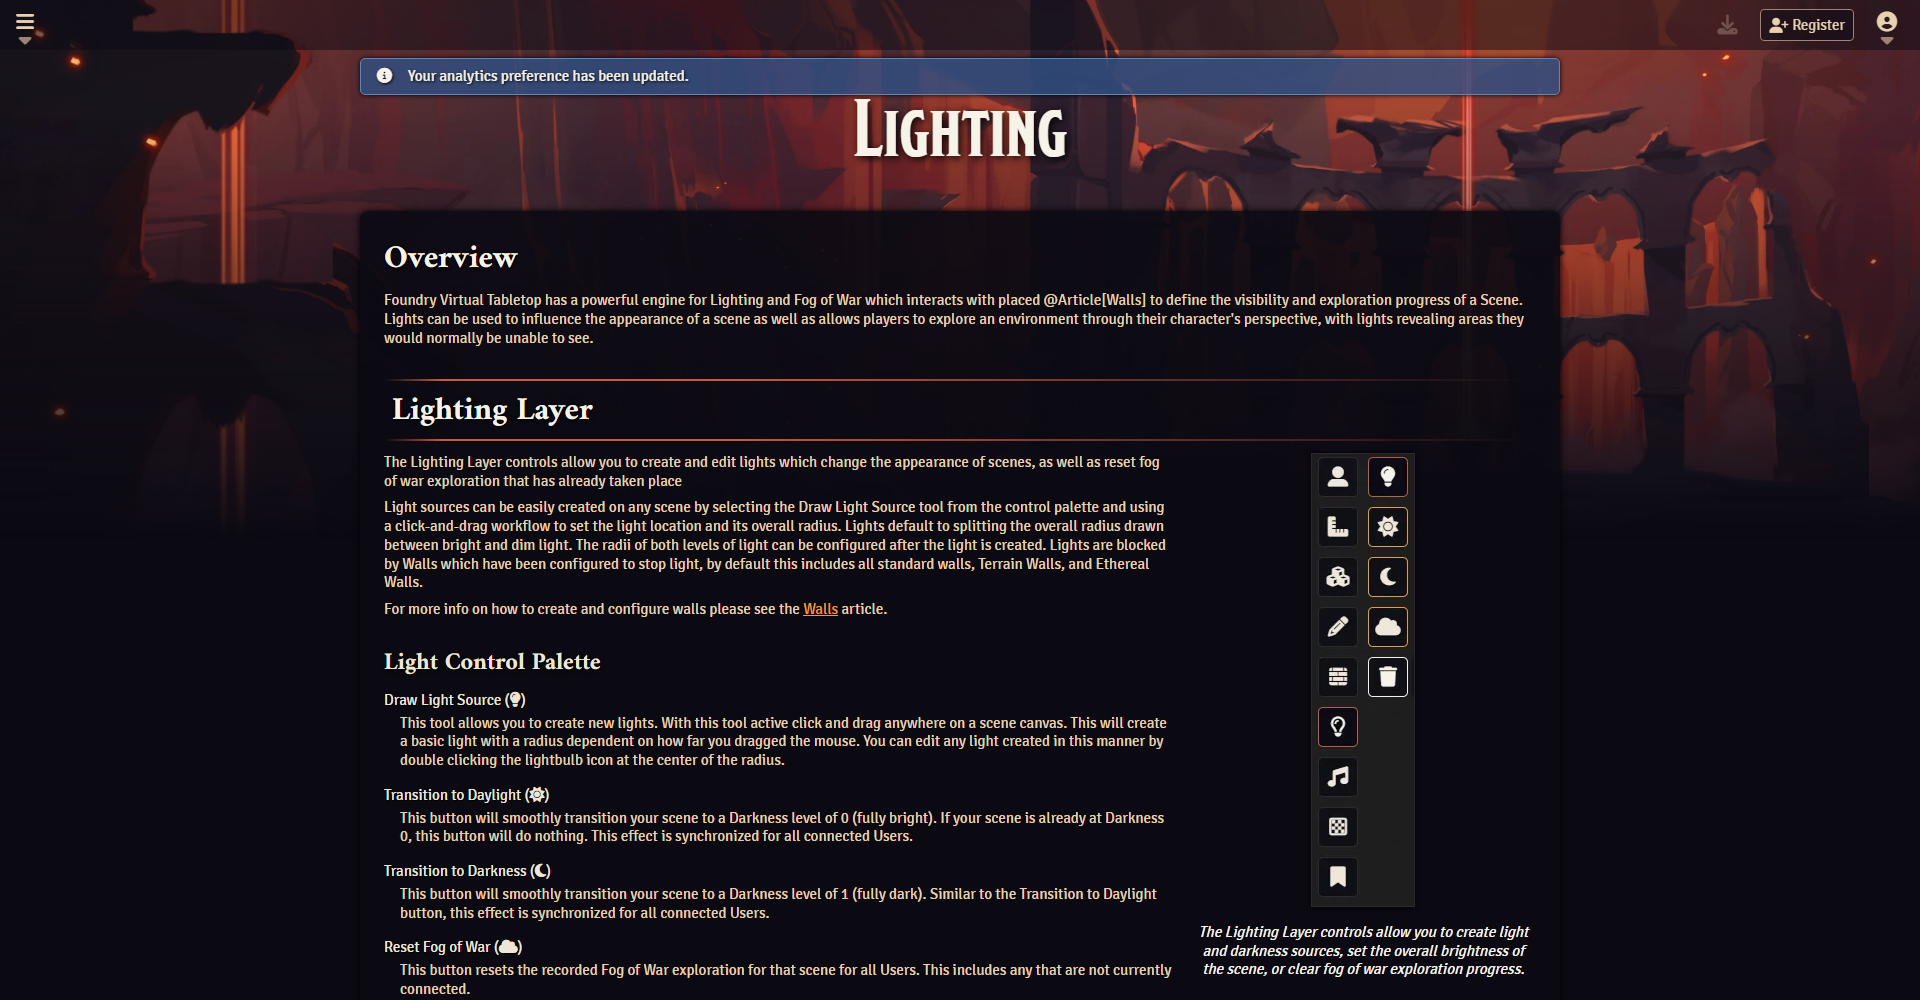 Register
Your analytics preference has been updated.
Lighting
Overview
Foundry Virtual Tabletop has a powerful engine for Lighting and Fog of War which interacts with placed @Article[Walls] to define the visibility and exploration progress of a Scene.
Lights can be used to influence the appearance of a scene as well as allows players to explore an environment through their character's perspective, with lights revealing areas they
would normally be unable to see.
Lighting Layer
The Lighting Layer controls allow you to create and edit lights which change the appearance of scenes, as well as reset fog
of war exploration that has already taken place
Light sources can be easily created on any scene by selecting the Draw Light Source tool from the control palette and using
a click-and-drag workflow to set the light location and its overall radius. Lights default to splitting the overall radius drawn
between bright and dim light. The radii of both levels of light can be configured after the light is created. Lights are blocked
by Walls which have been configured to stop light, by default this includes all standard walls, Terrain Walls, and Ethereal
Walls.
For more info on how to create and configure walls please see the Walls article.
Light Control Palette
Draw Light Source ()
This tool allows you to create new lights. With this tool active click and drag anywhere on a scene canvas. This will create
a basic light with a radius dependent on how far you dragged the mouse. You can edit any light created in this manner by
double clicking the lightbulb icon at the center of the radius.
Transition to Daylight ()
This button will smoothly transition your scene to a Darkness level of 0 (fully bright). If your scene is already at Darkness
0, this button will do nothing. This effect is synchronized for all connected Users.
Transition to Darkness ()
This button will smoothly transition your scene to a Darkness level of 1 (fully dark). Similar to the Transition to Daylight
button, this effect is synchronized for all connected Users.
Reset Fog of War ()
This button resets the recorded Fog of War exploration for that scene for all Users. This includes any that are not currently
connected.
The Lighting Layer controls allow you to create light
and darkness sources, set the overall brightness of
the scene, or clear fog of war exploration progress.